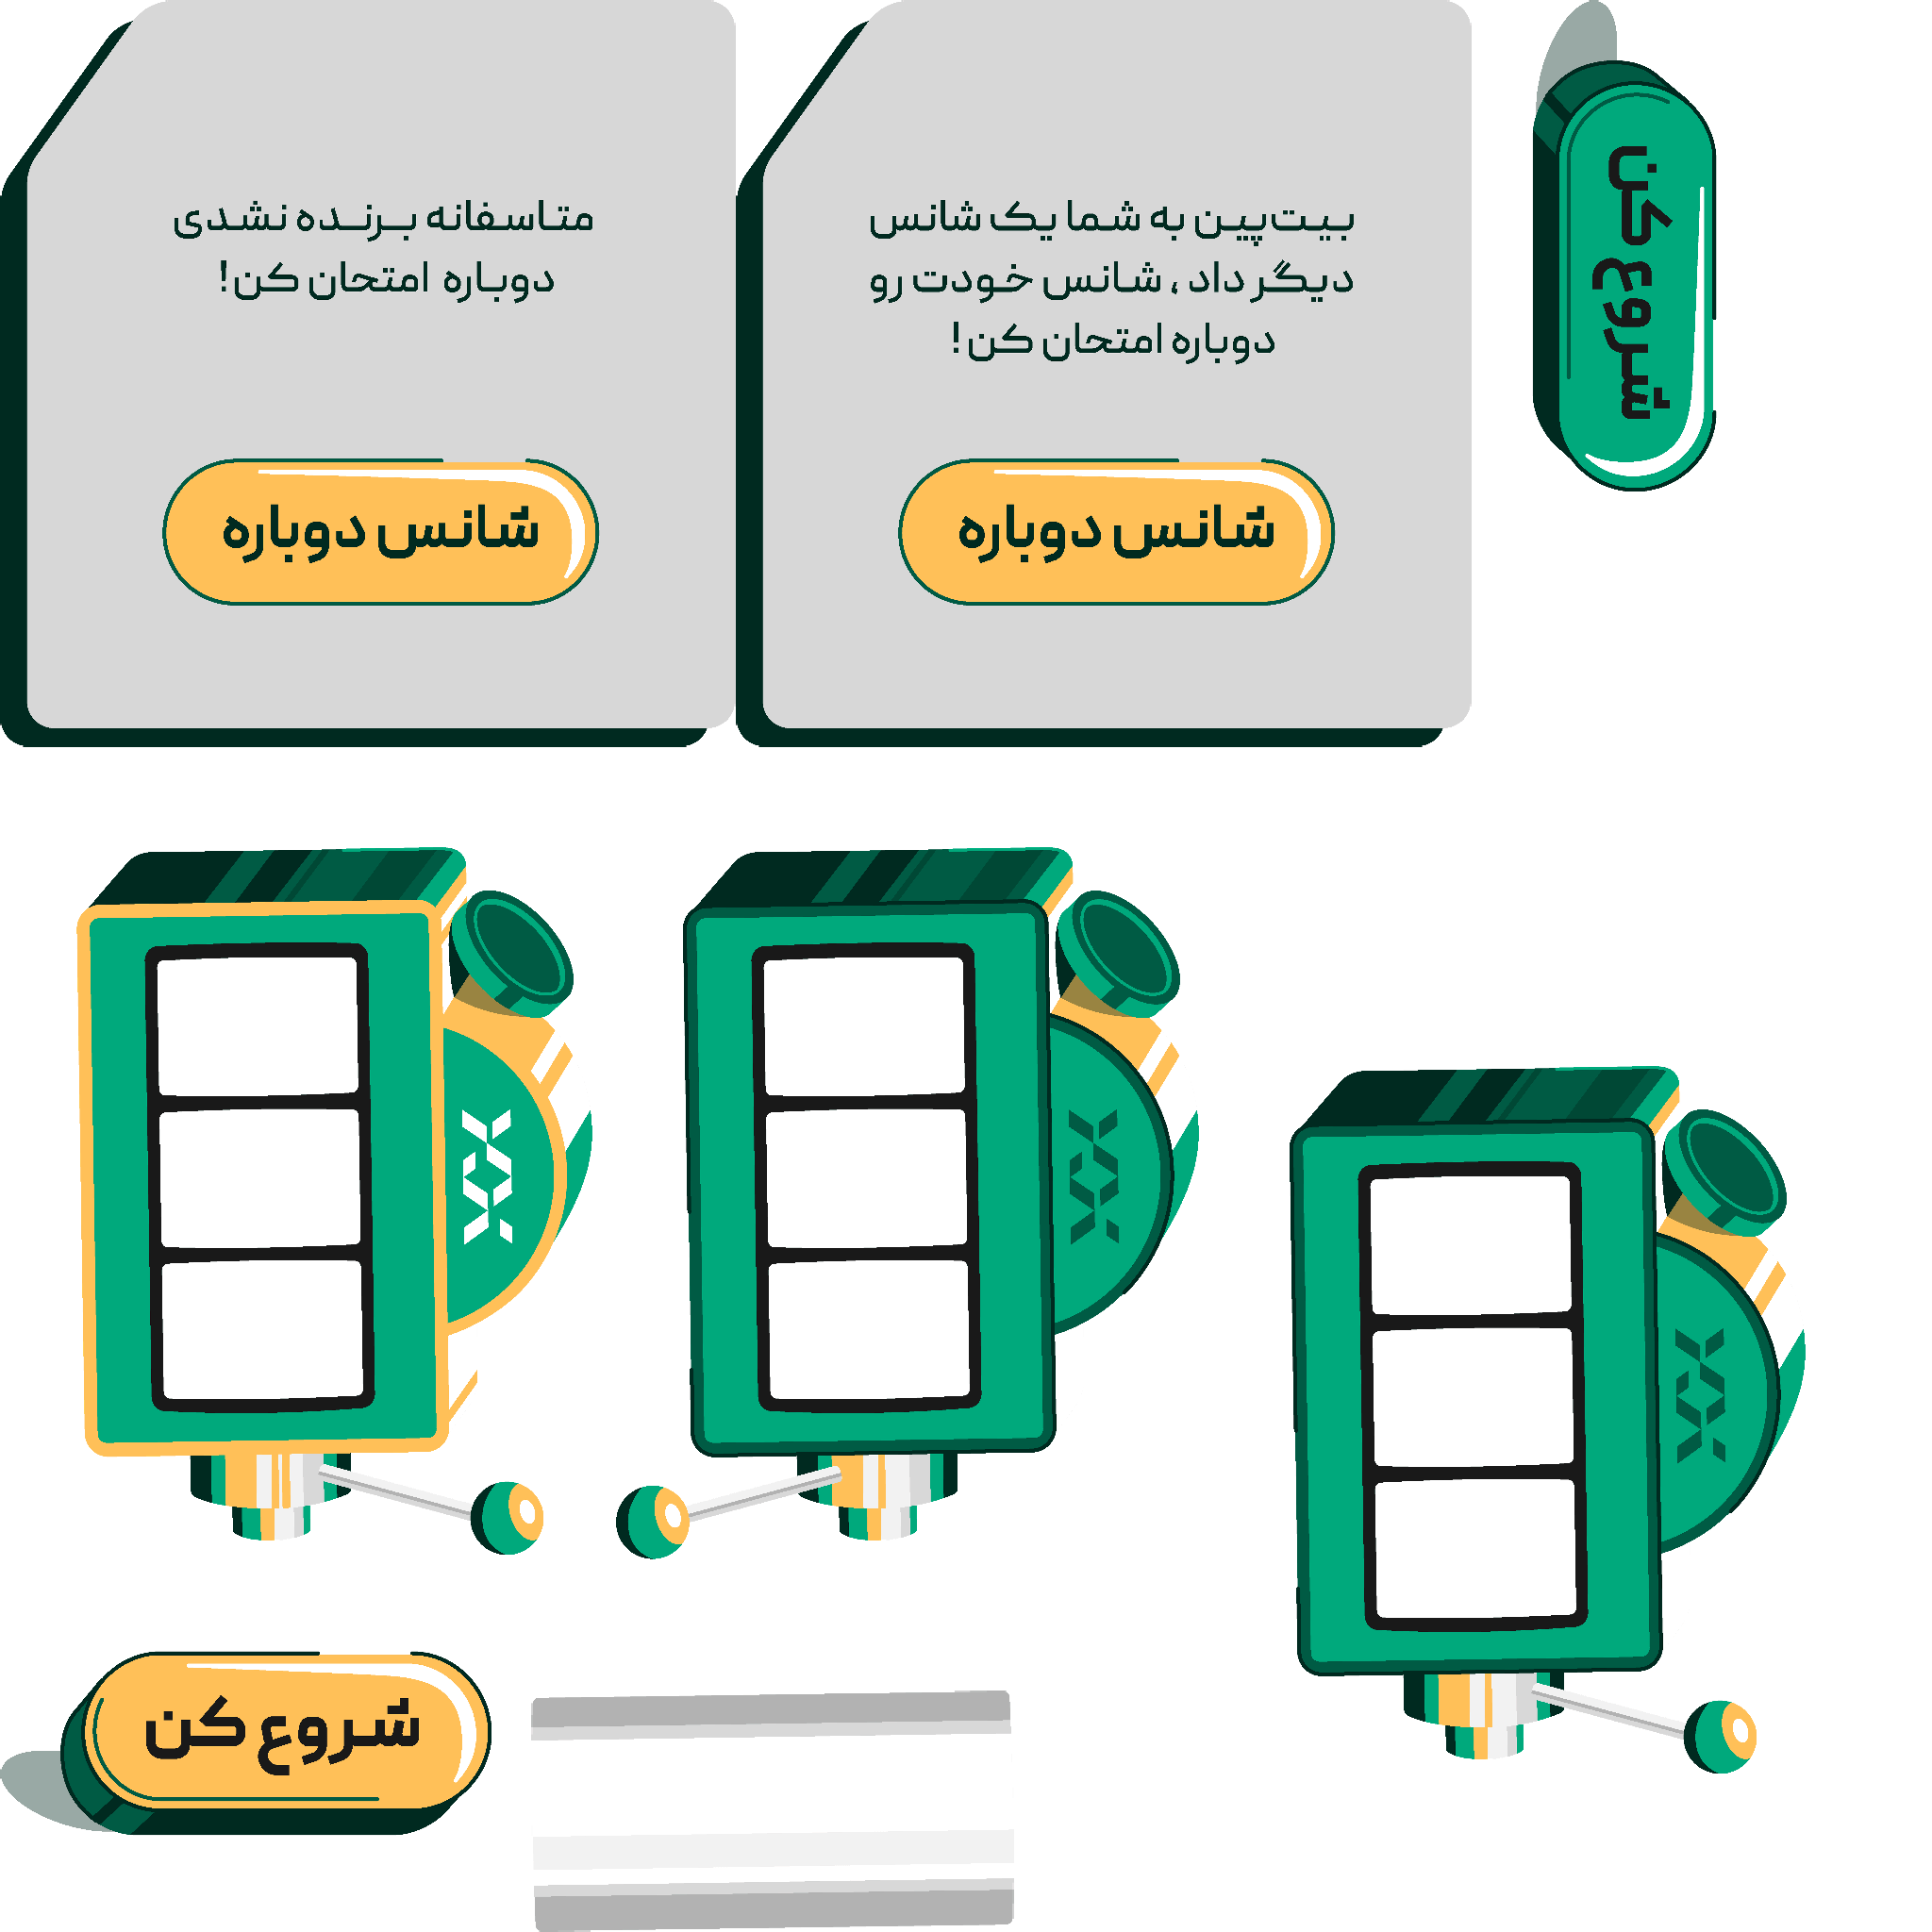 متاسفانه برنده نشدی
دوباره امتحان کن!
شانس دوباره
بیت‌پین به شما یک شانس
دیگر داد ، شانس خودت رو
دوباره امتحان کن!
شانس دوباره
شروع کن
شروع کن